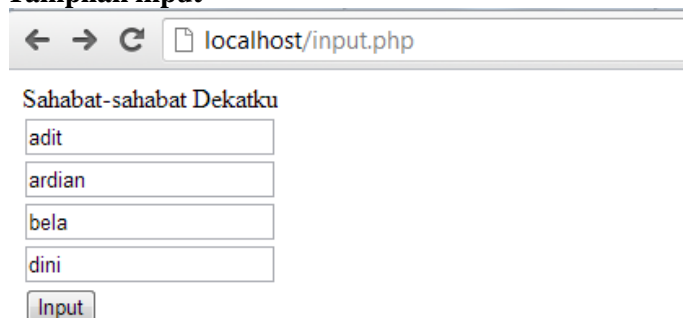 Tampilan input
localhost/input.php
Sahabat-sahabat Dekatku
adit
ardian
bela
dini
Input